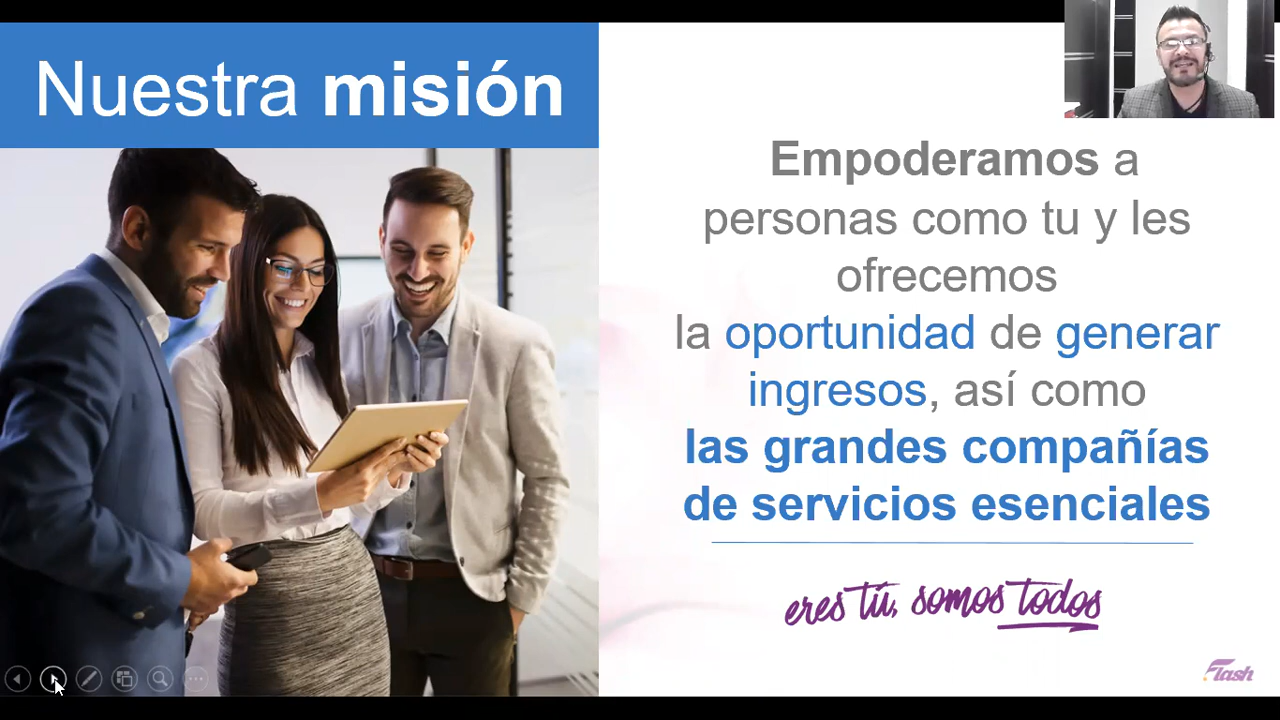 Nuestra misión
Empoderamos a
personas como tu y les
ofrecemos
la oportunidad de generar
ingresos, así como
las grandes compañías
de servicios esenciales
eres tú, somos todos
Flash